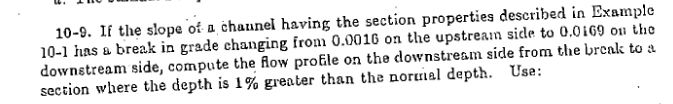 10-9. If the slope of a channel having the section properties described in Example
10-1 has a break in grade changing from 0.0016 on the upstream side to 0.0169 on the
downstream side, compute the flow profile on the downstream side from the break to a
section where the depth is 1% greater than the normal depth. Use: